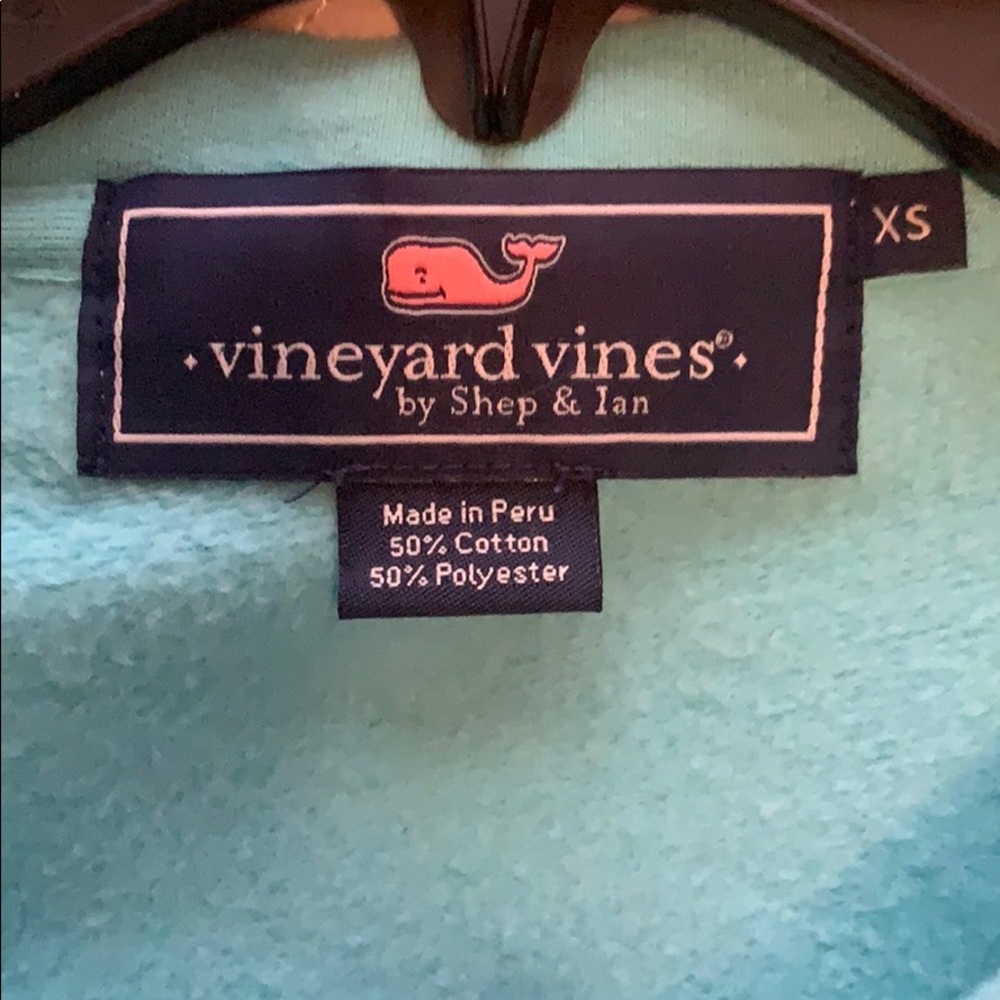 XS
·vineyard vines®·
by Shep & Ian
Made in Peru
50% Cotton
50% Polyester